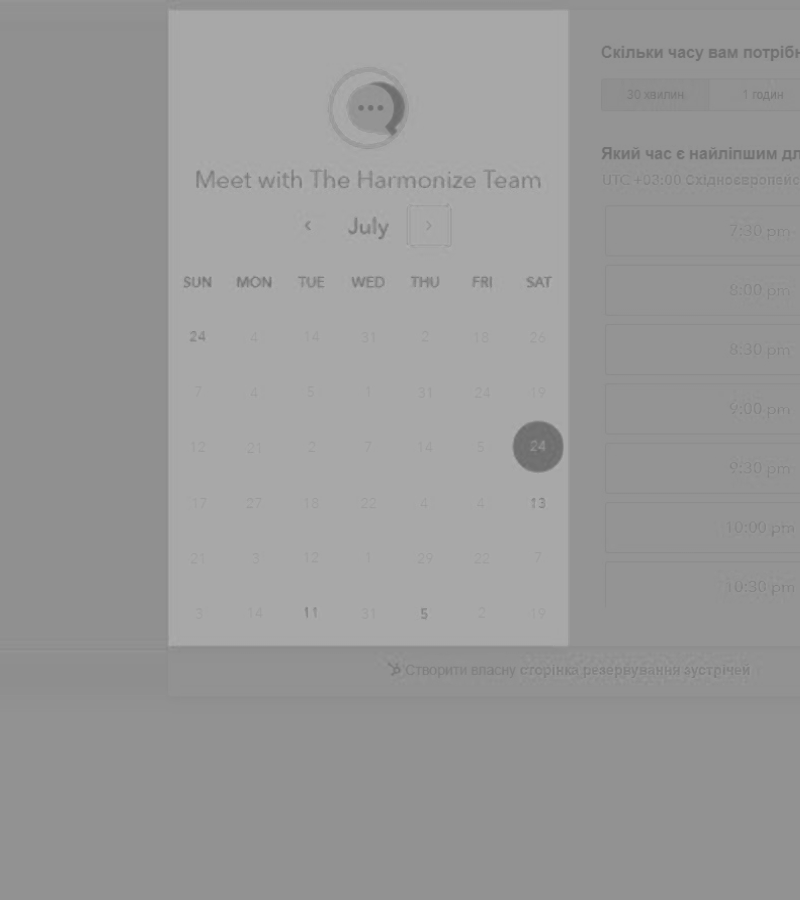 Meet with The Harmonize Team
July
SUN MON TUE WED THU FRI SAT
24 4 14 31 2 18 26
7 4 5 1 31 24 19
12 21 2 7 14 5 24
17 27 18 22 4 4 13
21 3 12 1 29 22 7
3 14 11 31 5 2 19
Скільки часу вам потрібн
30 хвилин 1 годин
Який час є найліпшим дл
UTC +03:00 Східноєвропейс
7:30 pm
8:00 pm
8:30 pm
9:00 pm
9:30 pm
10:00 pm
10:30 pm
Створити власну сторінка резервування зустрічей